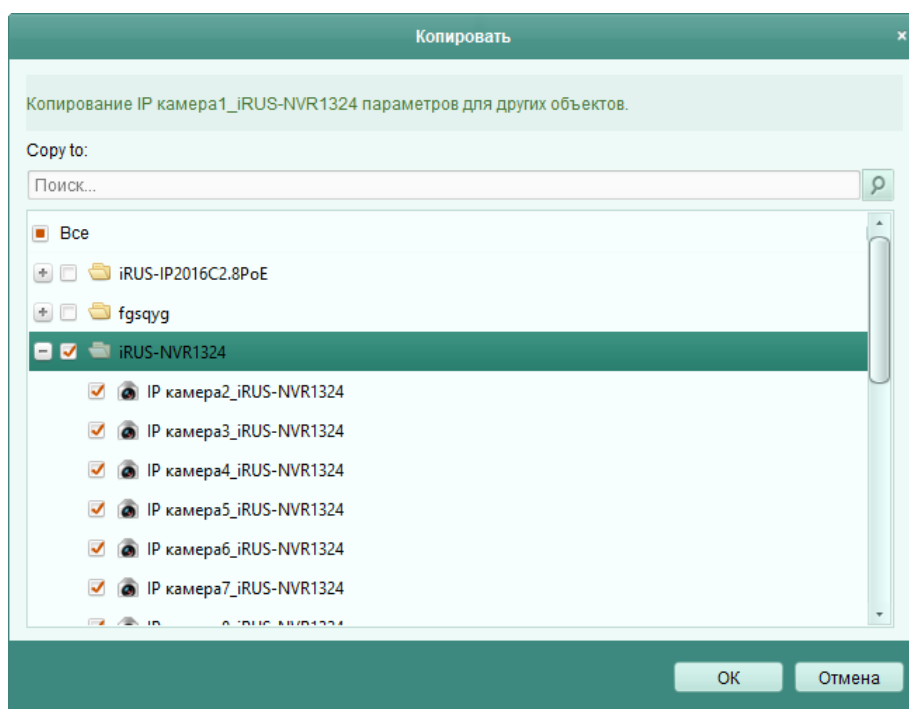 Копировать
Копирование IP камера1_iRUS-NVR1324 параметров для других объектов.
Copy to:
Поиск...
Все
iRUS-IP2016C2.8PoE
fgsqyg
iRUS-NVR1324
IP камера2_iRUS-NVR1324
IP камера3_iRUS-NVR1324
IP камера4_iRUS-NVR1324
IP камера5_iRUS-NVR1324
IP камера6_iRUS-NVR1324
IP камера7_iRUS-NVR1324
ОК Отмена